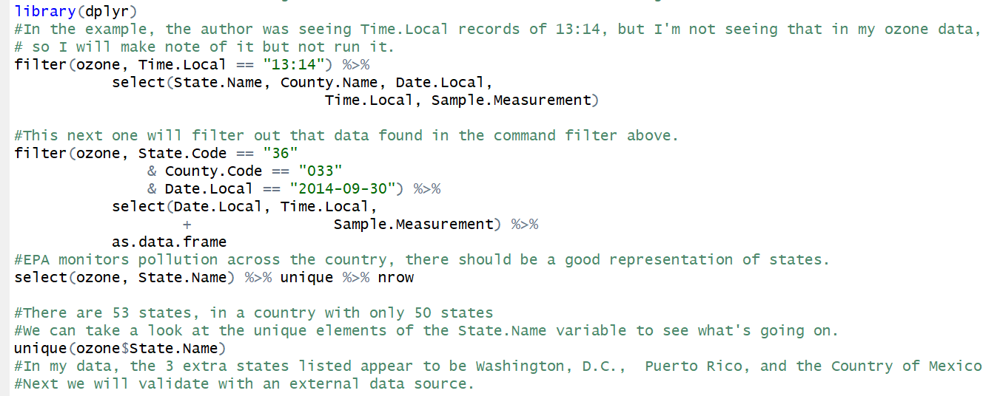 library(dplyr)
#In the example, the author was seeing Time.Local records of 13:14, but I'm not seeing that in my ozone data,
# so I will make note of it but not run it.
filter(ozone, Time.Local == "13:14") %>%
           select(State.Name, County.Name, Date.Local,
                                   Time.Local, Sample.Measurement)

#This next one will filter out that data found in the command filter above.
filter(ozone, State.Code == "36"
               & County.Code == "033"
               & Date.Local == "2014-09-30") %>%
           select(Date.Local, Time.Local,
                   +                Sample.Measurement) %>%
           as.data.frame
#EPA monitors pollution across the country, there should be a good representation of states.
select(ozone, State.Name) %>% unique %>% nrow

#There are 53 states, in a country with only 50 states
#We can take a look at the unique elements of the State.Name variable to see what's going on.
unique(ozone$State.Name)
#In my data, the 3 extra states listed appear to be Washington, D.C.,  Puerto Rico, and the Country of Mexico
#Next we will validate with an external data source.